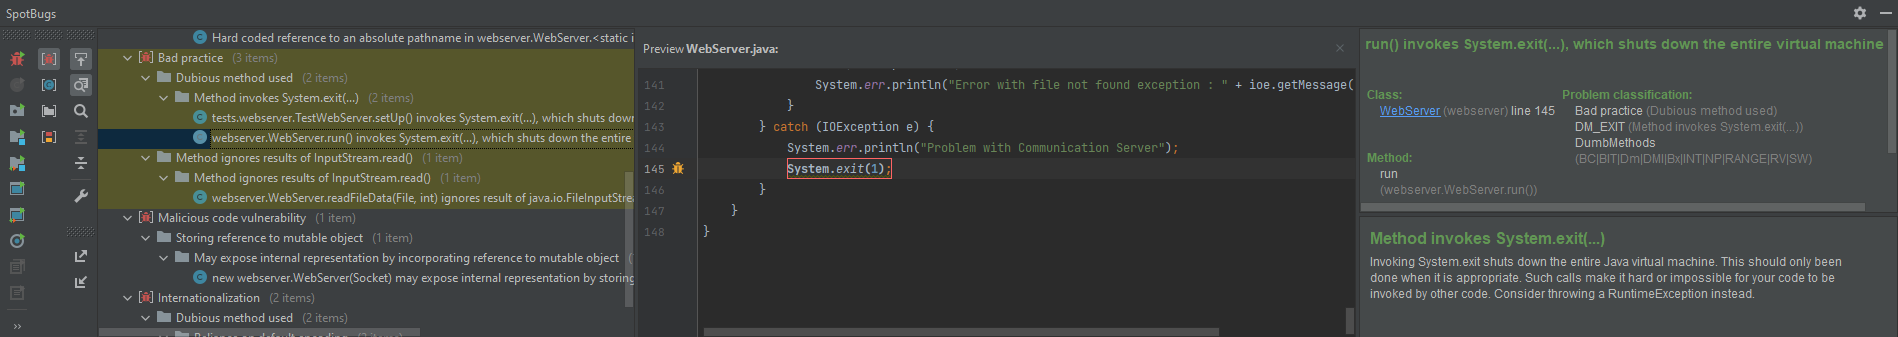 SpotBugs
Hard coded reference to an absolute pathname in webserver.WebServer.<static i
Bad practice (3 items)
Dubious method used (2 items)
Method invokes System.exit(...) (2 items)
tests.webserver.TestWebServer.setUp() invokes System.exit(...), which shuts down
webserver.WebServer.run() invokes System.exit(...), which shuts down the entire
Method ignores results of InputStream.read() (1 item)
Method ignores results of InputStream.read() (1 item)
webserver.WebServer.readFileData(File, int) ignores result of java.io.FileInputStrea
Malicious code vulnerability (1 item)
Storing reference to mutable object (1 item)
May expose internal representation by incorporating reference to mutable object (
new webserver.WebServer(Socket) may expose internal representation by storing
Internationalization (2 items)
Dubious method used (2 items)
Preview WebServer.java:
141 System.err.println("Error with file not found exception : " + ioe.getMessage(
142 }
143 } catch (IOException e) {
144 System.err.println("Problem with Communication Server");
145 System.exit(1);
146 }
147 }
148 }
run() invokes System.exit(...), which shuts down the entire virtual machine
Class:
WebServer (webserver) line 145
Method:
run
(webserver.WebServer.run())
Problem classification:
Bad practice (Dubious method used)
DM_EXIT (Method invokes System.exit(...))
DumbMethods
(BC|BIT|Dm|DMI|Bx|INT|NP|RANGE|RV|SW)
Method invokes System.exit(...)
Invoking System.exit shuts down the entire Java virtual machine. This should only been
done when it is appropriate. Such calls make it hard or impossible for your code to be
invoked by other code. Consider throwing a RuntimeException instead.